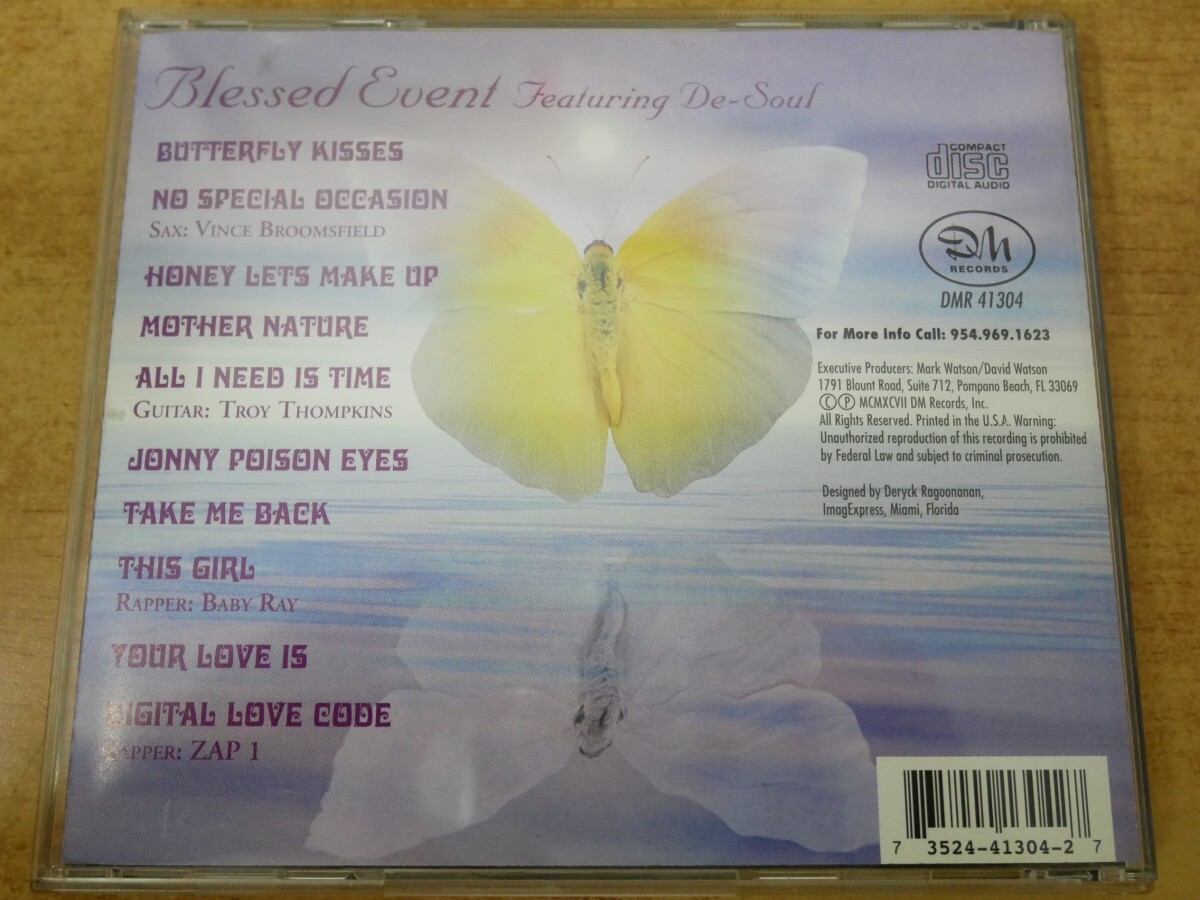 Blessed Event Featuring De-Soul
BUTTERFLY KISSES
NO SPECIAL OCCASION
SAX: VINCE BROOMSFIELD
HONEY LETS MAKE UP
MOTHER NATURE
ALL I NEED IS TIME
GUITAR: TROY THOMPKINS
JONNY POISON EYES
TAKE ME BACK
THIS GIRL
RAPPER: BABY RAY
YOUR LOVE IS
DIGITAL LOVE CODE
RAPPER: ZAP 1
COMPACT
disc
DIGITAL AUDIO
DM
RECORDS
DMR 41304
For More Info Call: 954.969.1623
Executive Producers: Mark Watson/David Watson
1791 Blount Road, Suite 712, Pompano Beach, FL 33069
Ⓒ Ⓟ MCMXCVII DM Records, Inc.
All Rights Reserved. Printed in the U.S.A. Warning:
Unauthorized reproduction of this recording is prohibited
by Federal Law and subject to criminal prosecution.
Designed by Deryck Ragoonanan,
ImagExpress, Miami, Florida
7 3524-41304-2 7